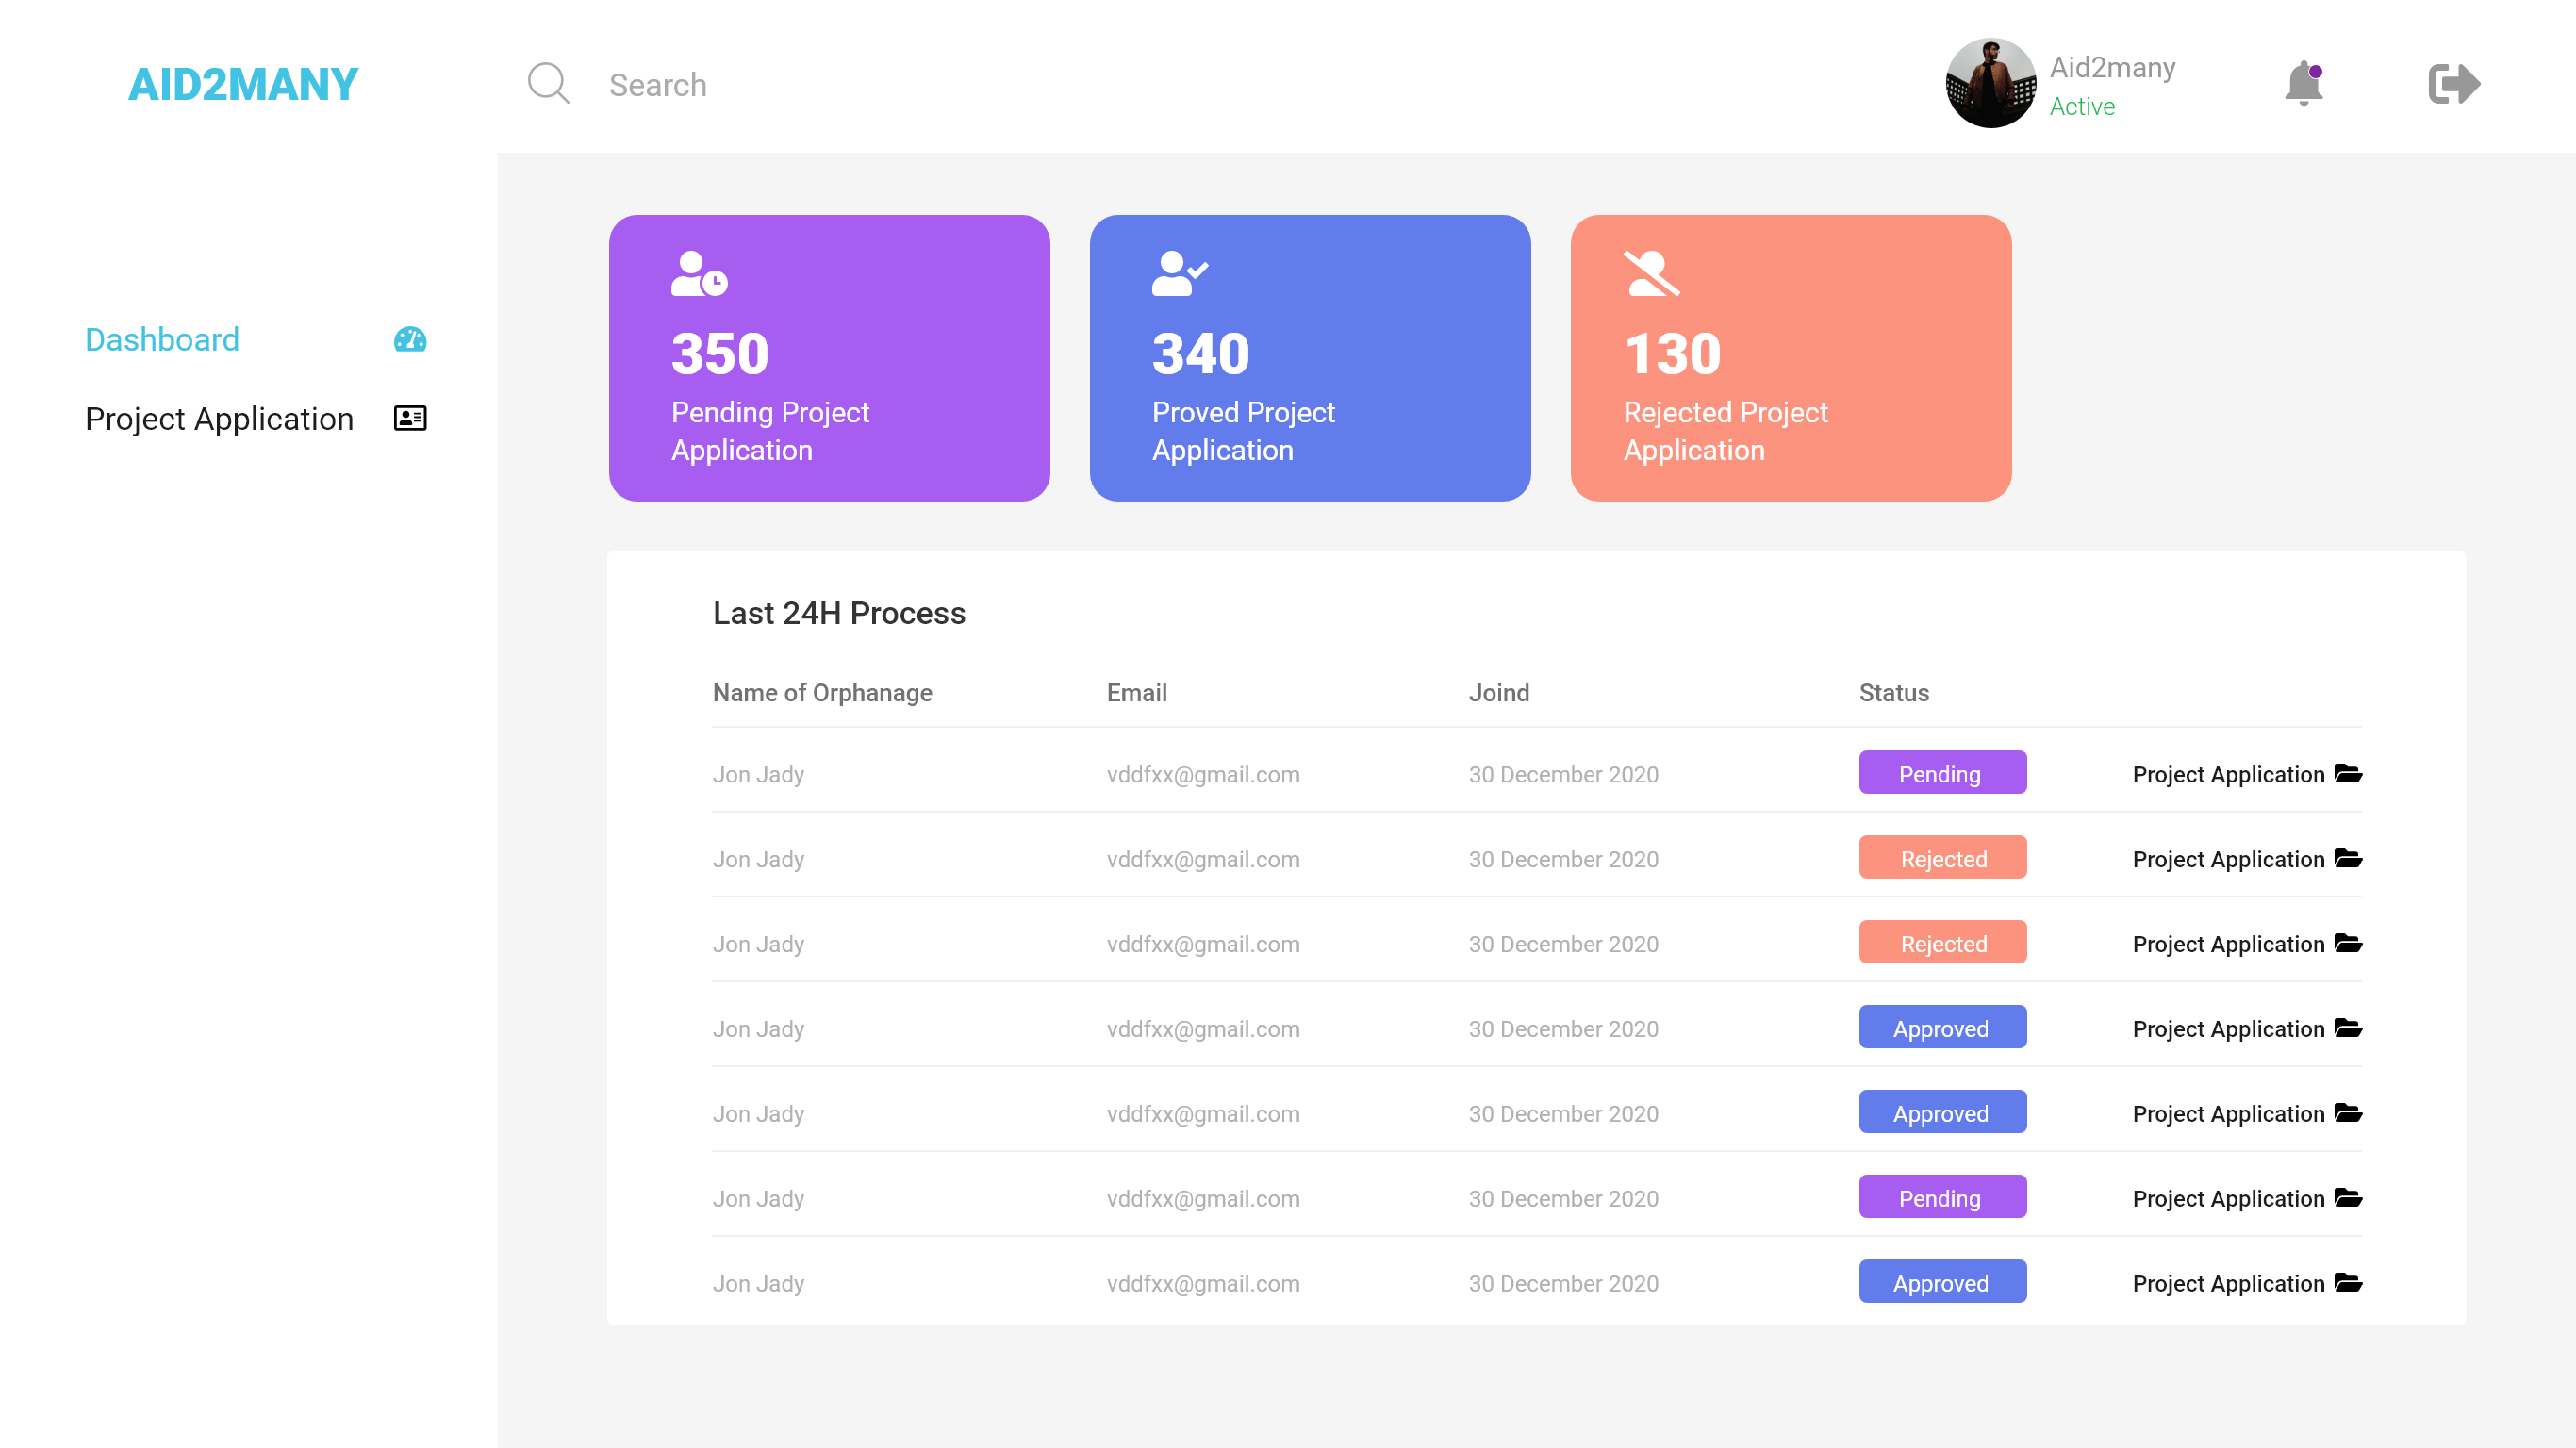 AID2MANY
Search
Aid2many
Active
Dashboard
Project Application
350
Pending Project
Application
340
Proved Project
Application
130
Rejected Project
Application
Last 24H Process
Name of Orphanage Email Joind Status
Jon Jady vddfxx@gmail.com 30 December 2020 Pending Project Application
Jon Jady vddfxx@gmail.com 30 December 2020 Rejected Project Application
Jon Jady vddfxx@gmail.com 30 December 2020 Rejected Project Application
Jon Jady vddfxx@gmail.com 30 December 2020 Approved Project Application
Jon Jady vddfxx@gmail.com 30 December 2020 Approved Project Application
Jon Jady vddfxx@gmail.com 30 December 2020 Pending Project Application
Jon Jady vddfxx@gmail.com 30 December 2020 Approved Project Application